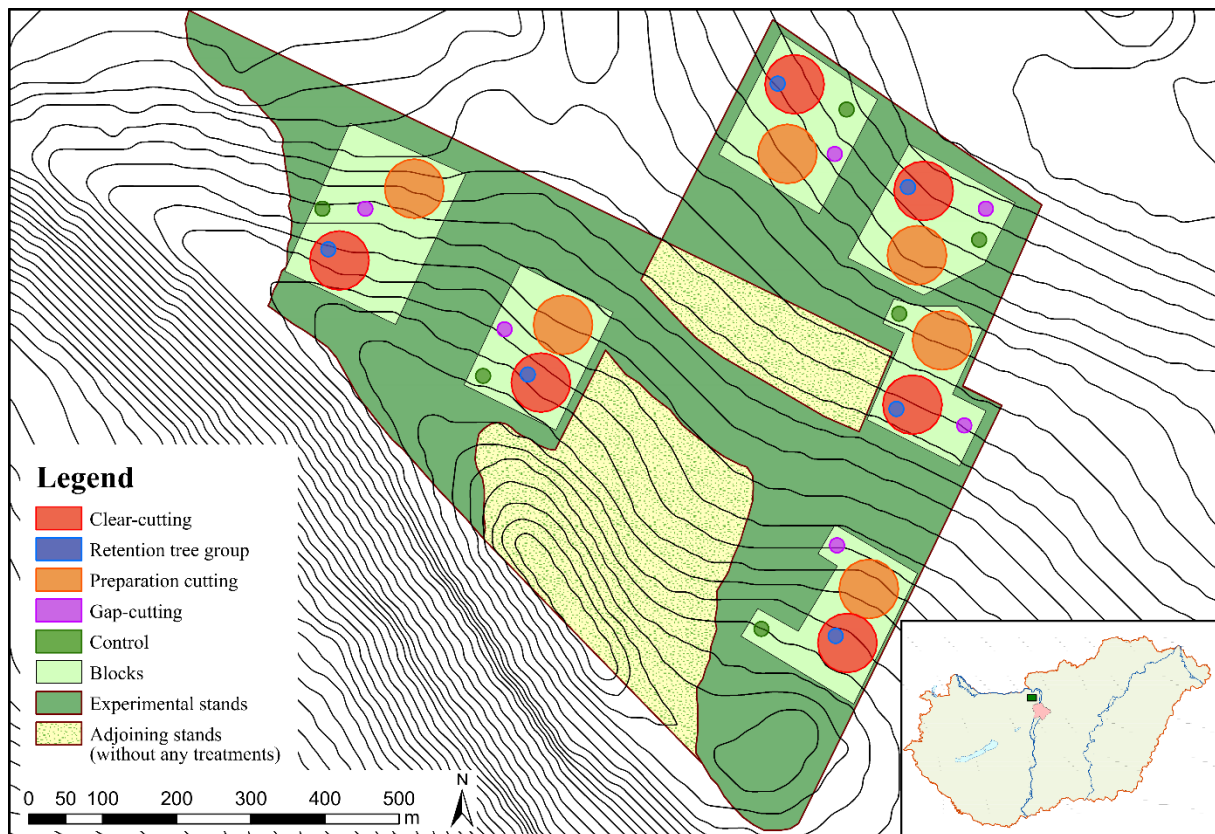 Legend
Clear-cutting
Retention tree group
Preparation cutting
Gap-cutting
Control
Blocks
Experimental stands
Adjoining stands
(without any treatments)
N
0 50 100 200 300 400 500
m